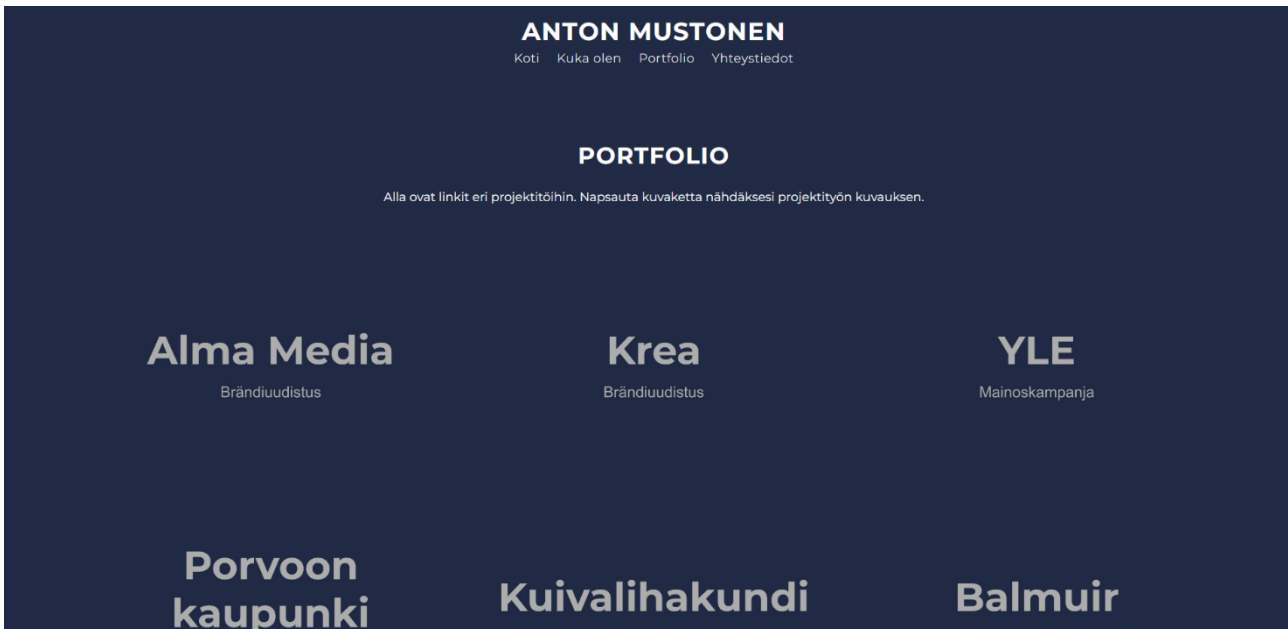 ANTON MUSTONEN
Koti Kuka olen Portfolio Yhteystiedot
PORTFOLIO
Alla ovat linkit eri projektitöihin. Napsauta kuvaketta nähdäksesi projektityön kuvauksen.
Alma Media
Brändiuudistus
Krea
Brändiuudistus
YLE
Mainoskampanja
Porvoon
kaupunki
Kuivalihakundi
Balmuir